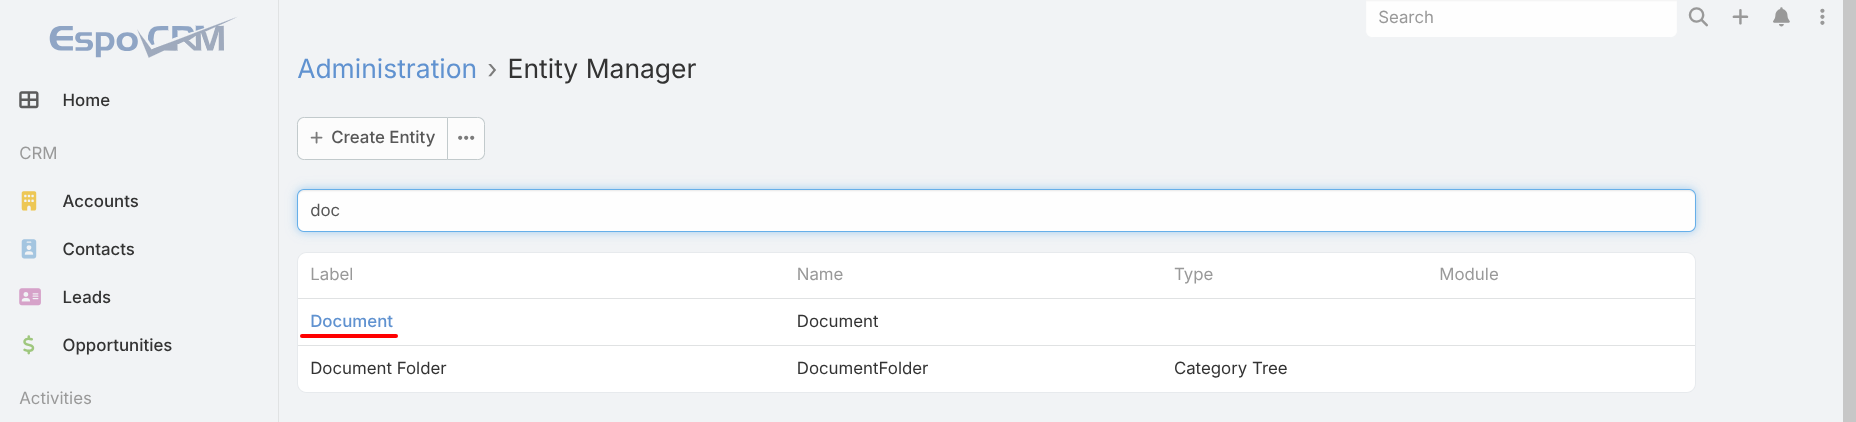 EspoCRM
Search
Administration › Entity Manager
Home
+ Create Entity
CRM
Accounts
doc
Contacts
Label Name Type Module
Leads
Document Document
Opportunities
Document Folder DocumentFolder Category Tree
Activities